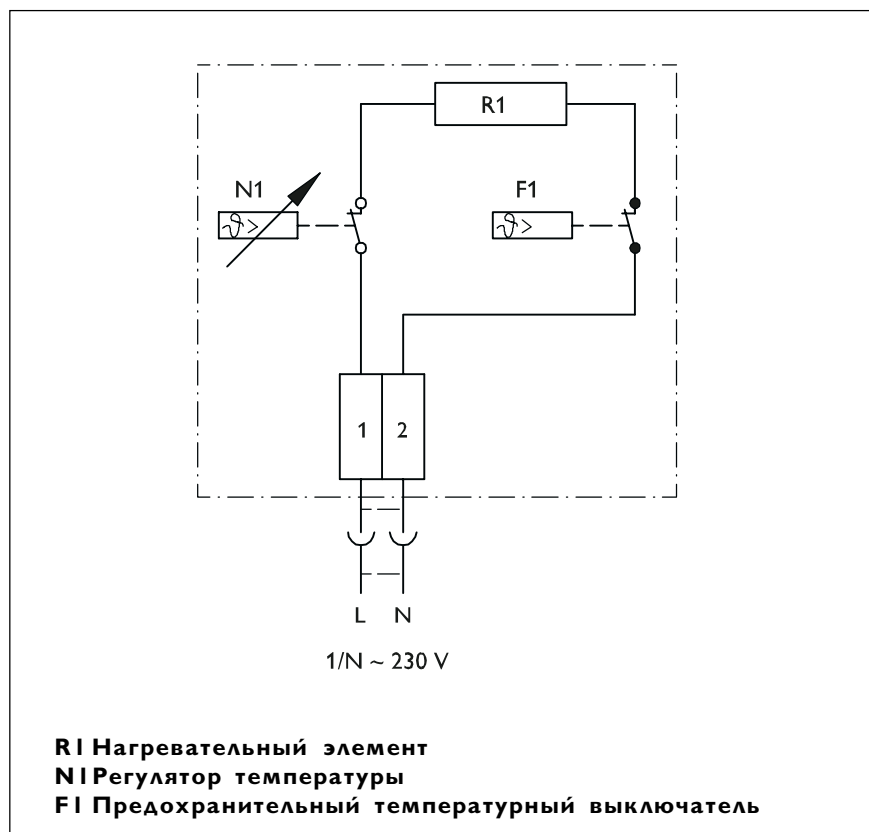 R1
N1
F1
ϑ>
ϑ>
1 2
L N
1/N ~ 230 V
R1 Нагревательный элемент
N1 Регулятор температуры
F1 Предохранительный температурный выключатель